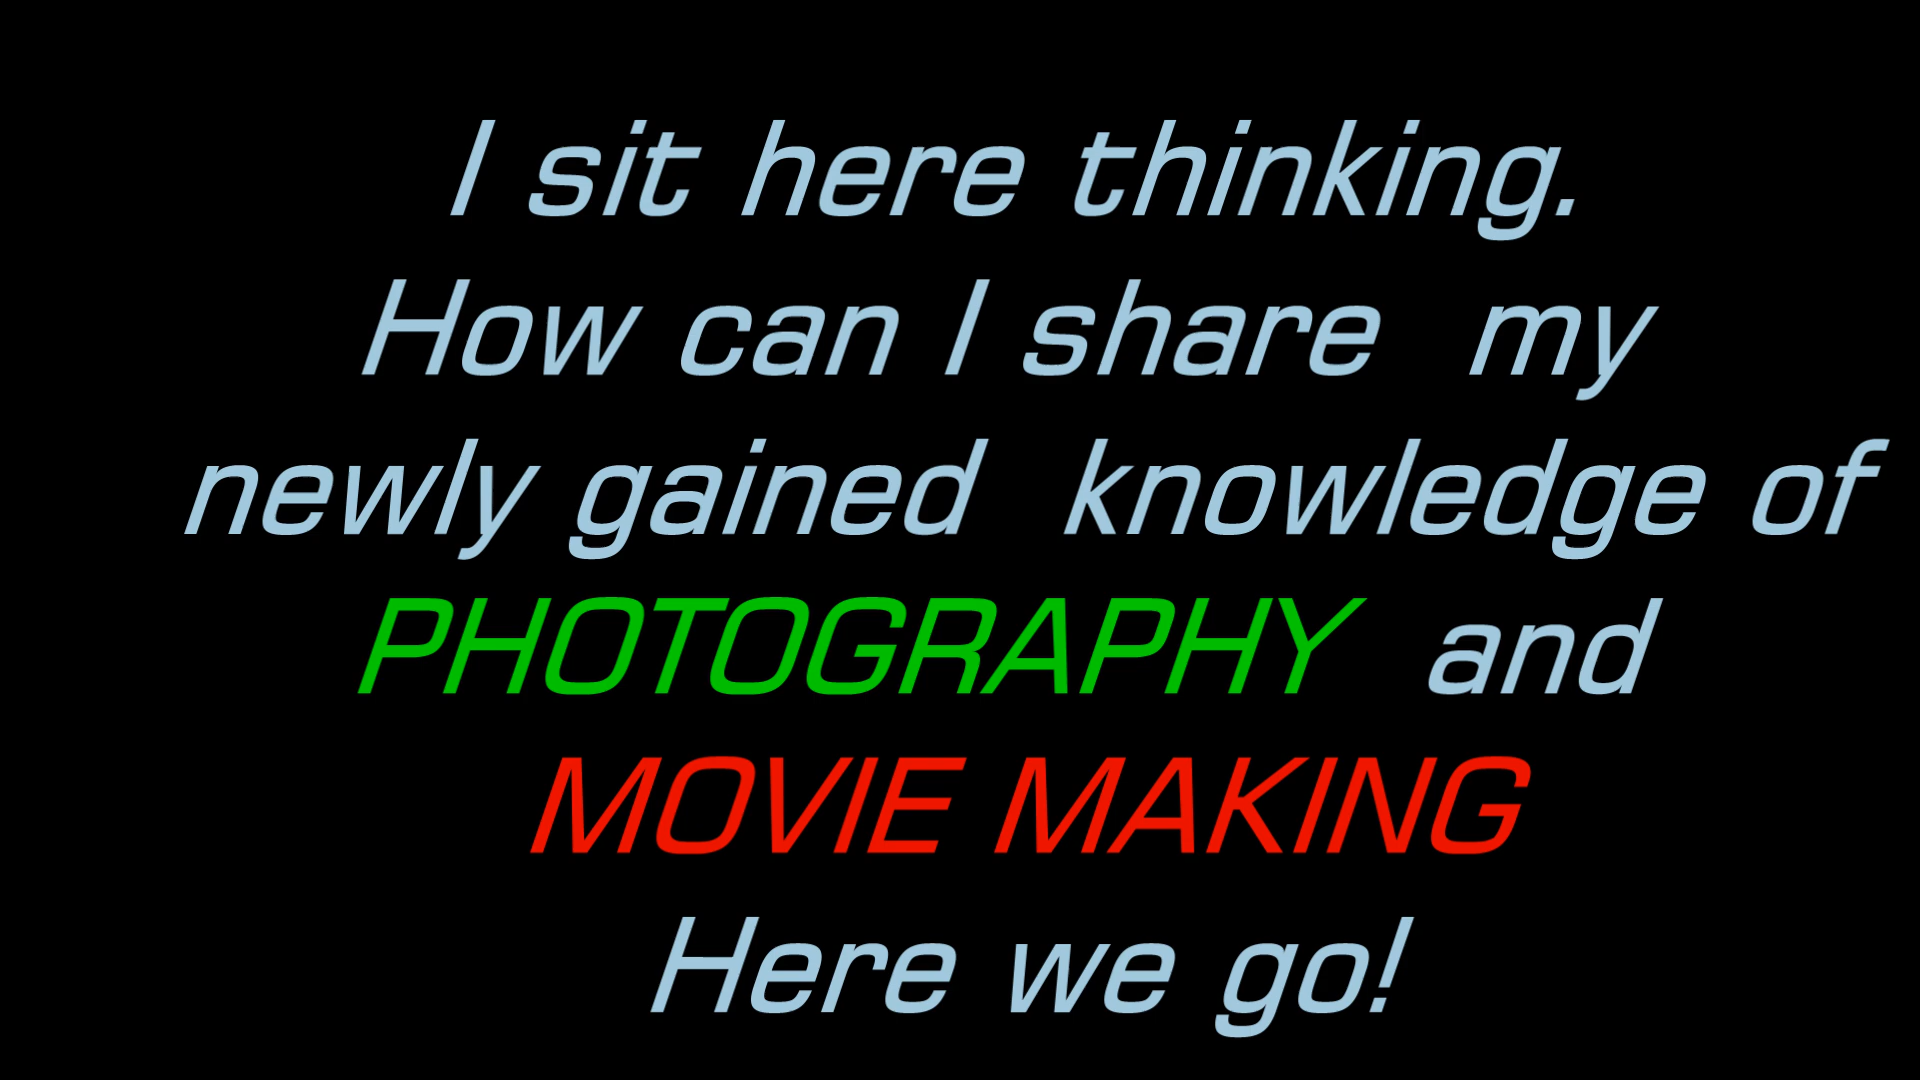 I sit here thinking.
How can I share  my
newly gained  knowledge of
PHOTOGRAPHY  and
MOVIE MAKING
Here we go!